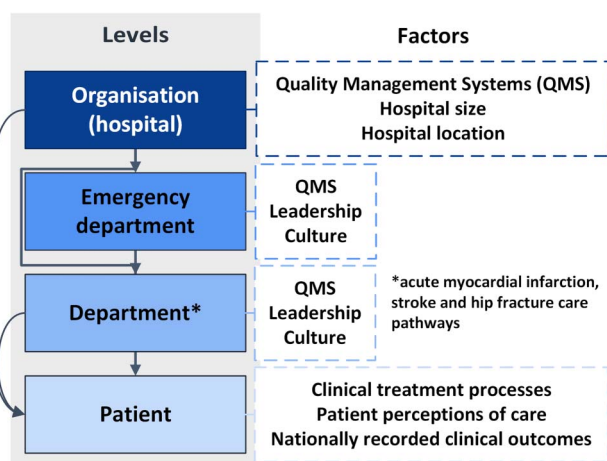 Levels
Factors
Organisation
(hospital)
Quality Management Systems (QMS)
Hospital size
Hospital location
Emergency
department
QMS
Leadership
Culture
Department*
QMS
Leadership
Culture
*acute myocardial infarction,
stroke and hip fracture care
pathways
Patient
Clinical treatment processes
Patient perceptions of care
Nationally recorded clinical outcomes